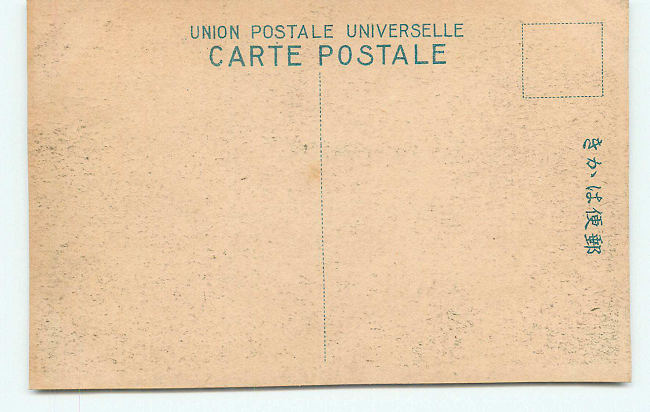 UNION POSTALE UNIVERSELLE
CARTE POSTALE
郵便はかき